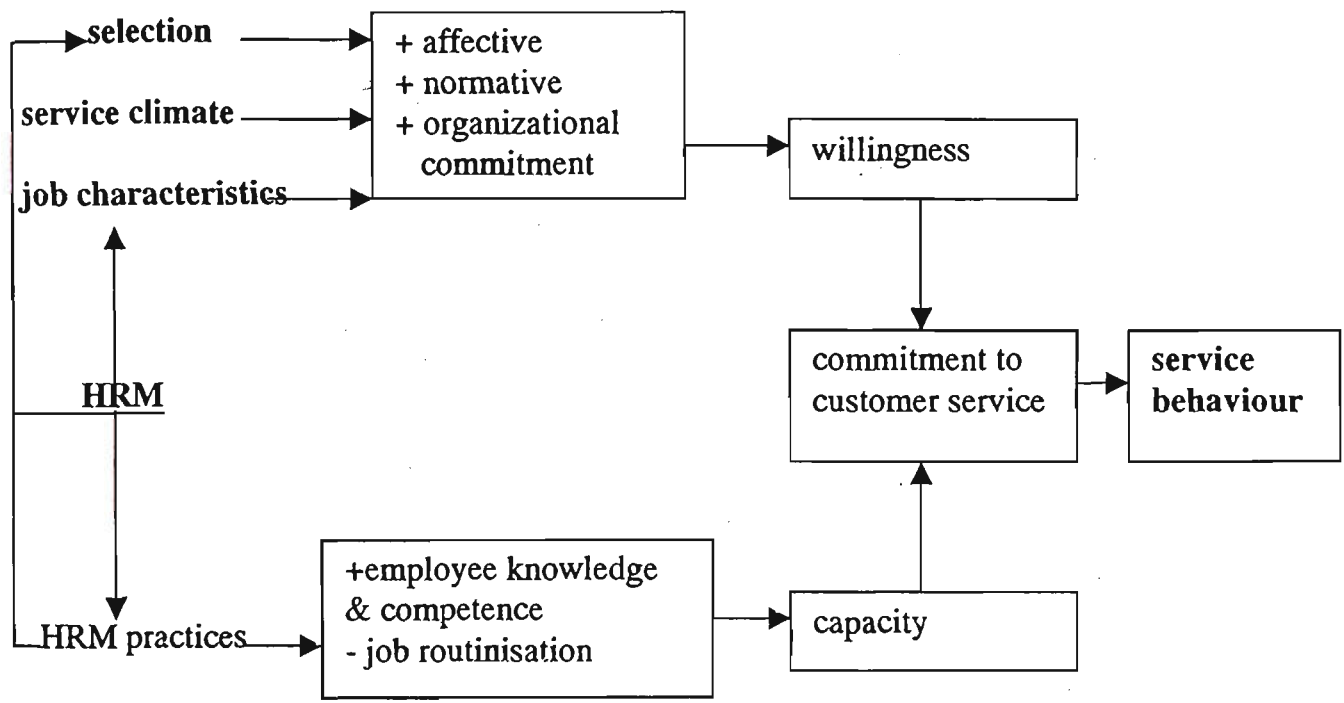 selection
service climate
job characteristics
+ affective
+ normative
+ organizational
commitment
willingness
HRM
commitment to
customer service
service
behaviour
HRM practices
+employee knowledge
& competence
- job routinisation
capacity